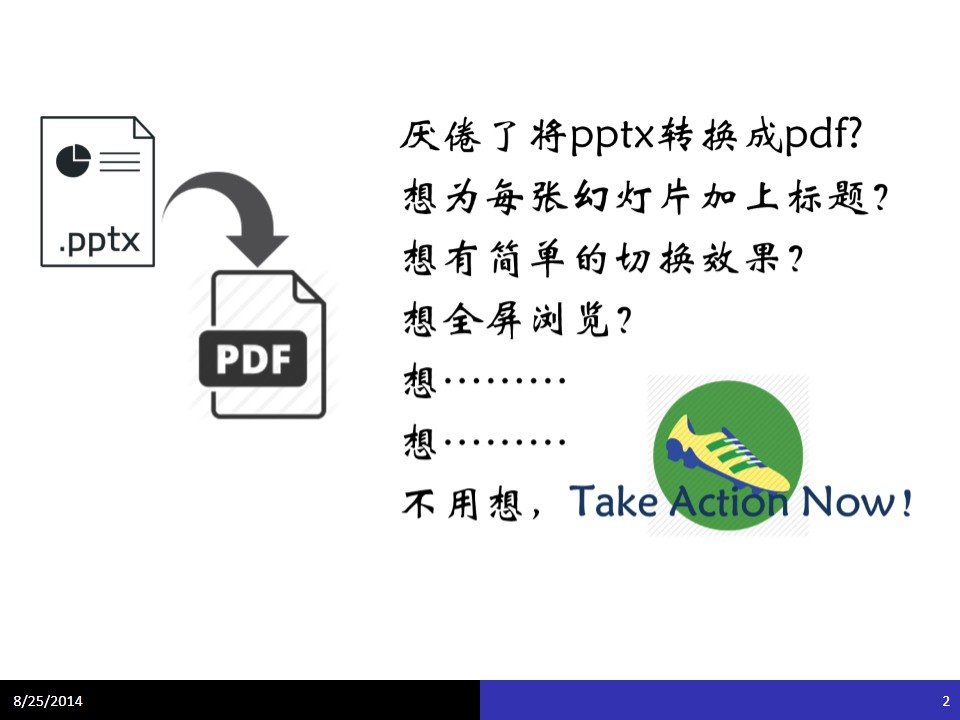 厌倦了将pptx转换成pdf?
想为每张幻灯片加上标题?
想有简单的切换效果?
想全屏浏览?
想………
想………
不用想，Take Action Now!
.pptx
PDF
8/25/2014
2